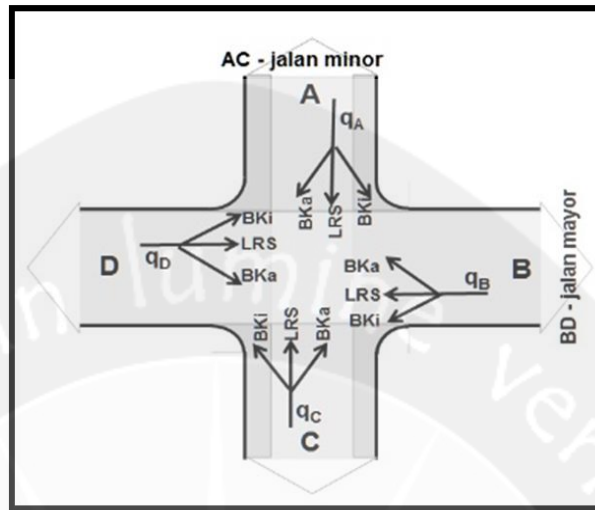 AC - jalan minor
A
qA
BKa
LRS
BKi
BKi
LRS
BKa
D
qD
BKa
LRS
BKi
qB
B
BD - jalan mayor
BKi
LRS
BKa
qC
C
lumine